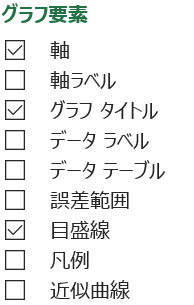 グラフ要素
軸
軸ラベル
グラフ タイトル
データ ラベル
データ テーブル
誤差範囲
目盛線
凡例
近似曲線